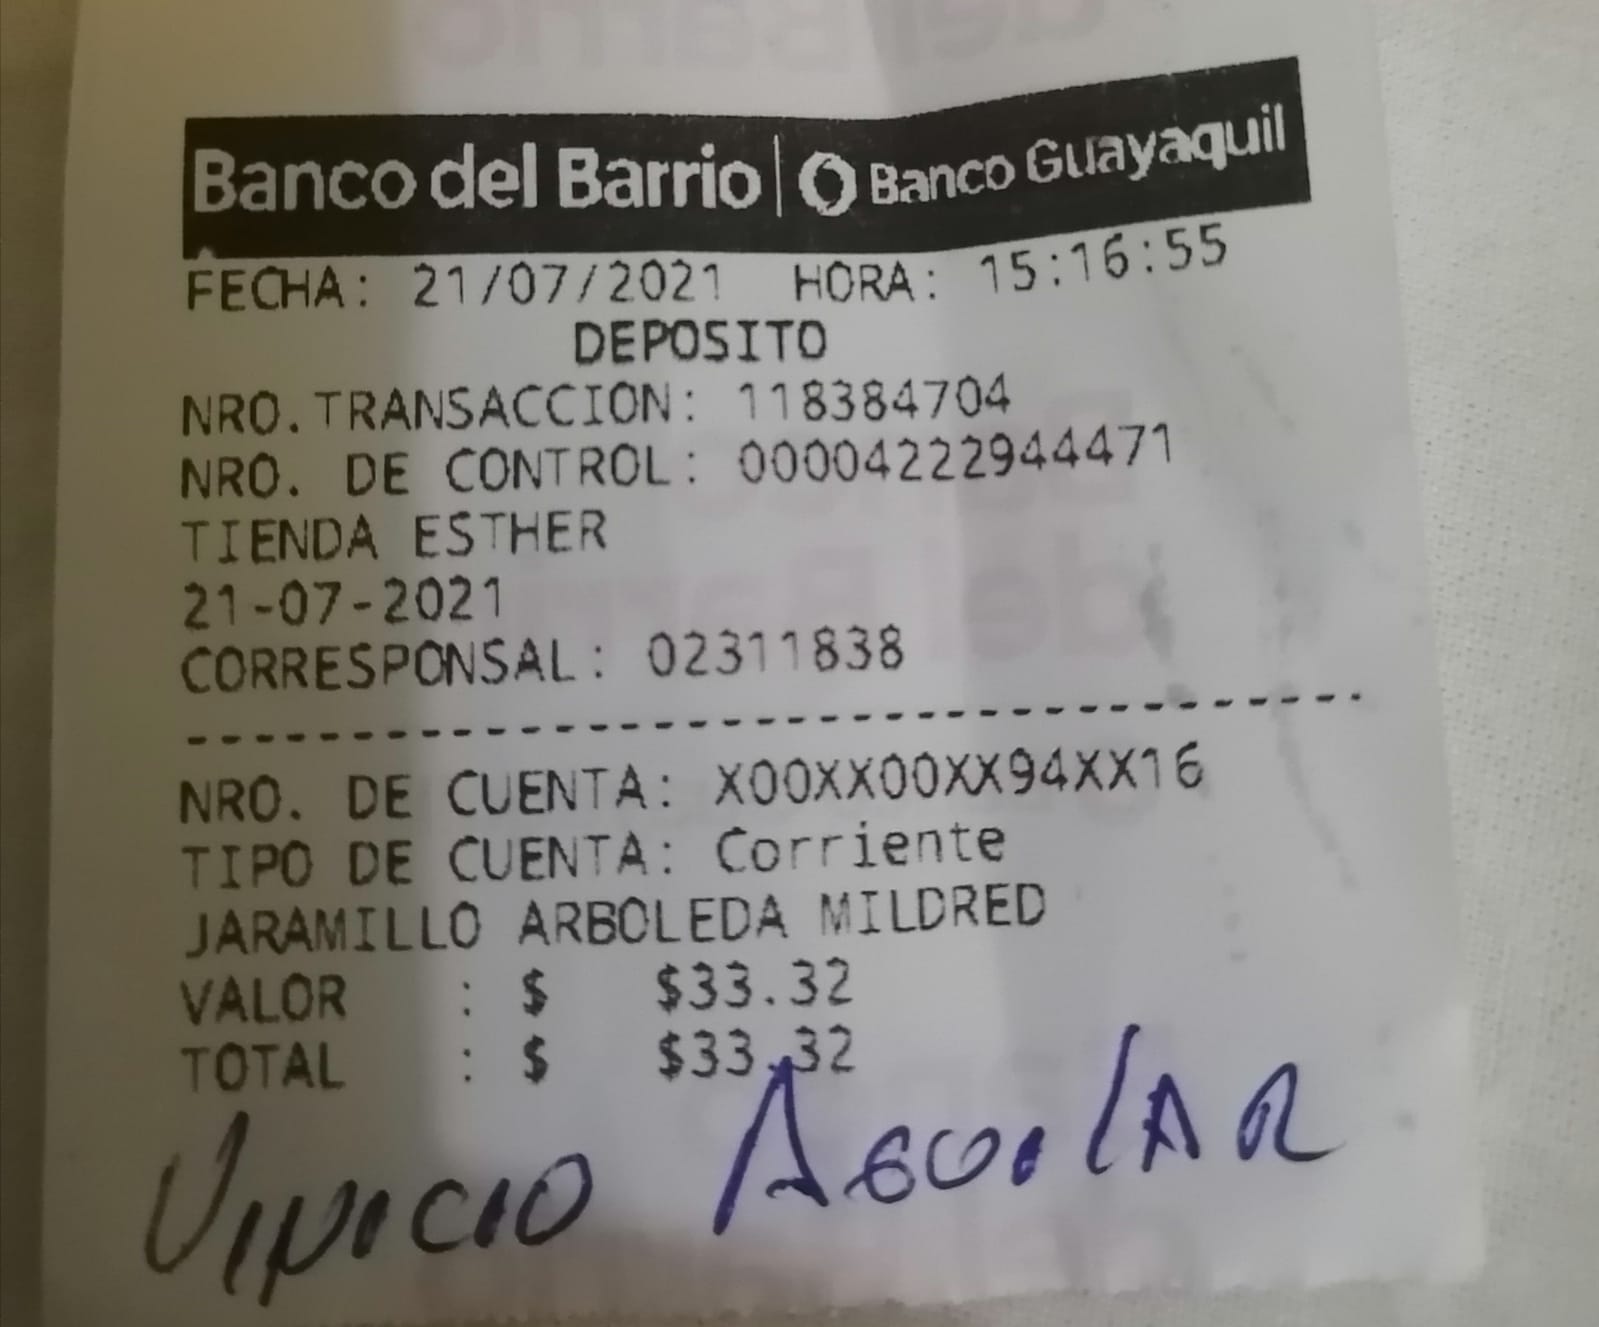 Banco del Barrio | Banco Guayaquil
FECHA: 21/07/2021 HORA: 15:16:55
DEPOSITO
NRO.TRANSACCION: 118384704
NRO. DE CONTROL: 00004222944471
TIENDA ESTHER
21-07-2021
CORRESPONSAL: 02311838
---------------------------------------
NRO. DE CUENTA: X00XX00XX94XX16
TIPO DE CUENTA: Corriente
JARAMILLO ARBOLEDA MILDRED
VALOR : $ $33.32
TOTAL : $ $33.32
VINICIO AGUILAR